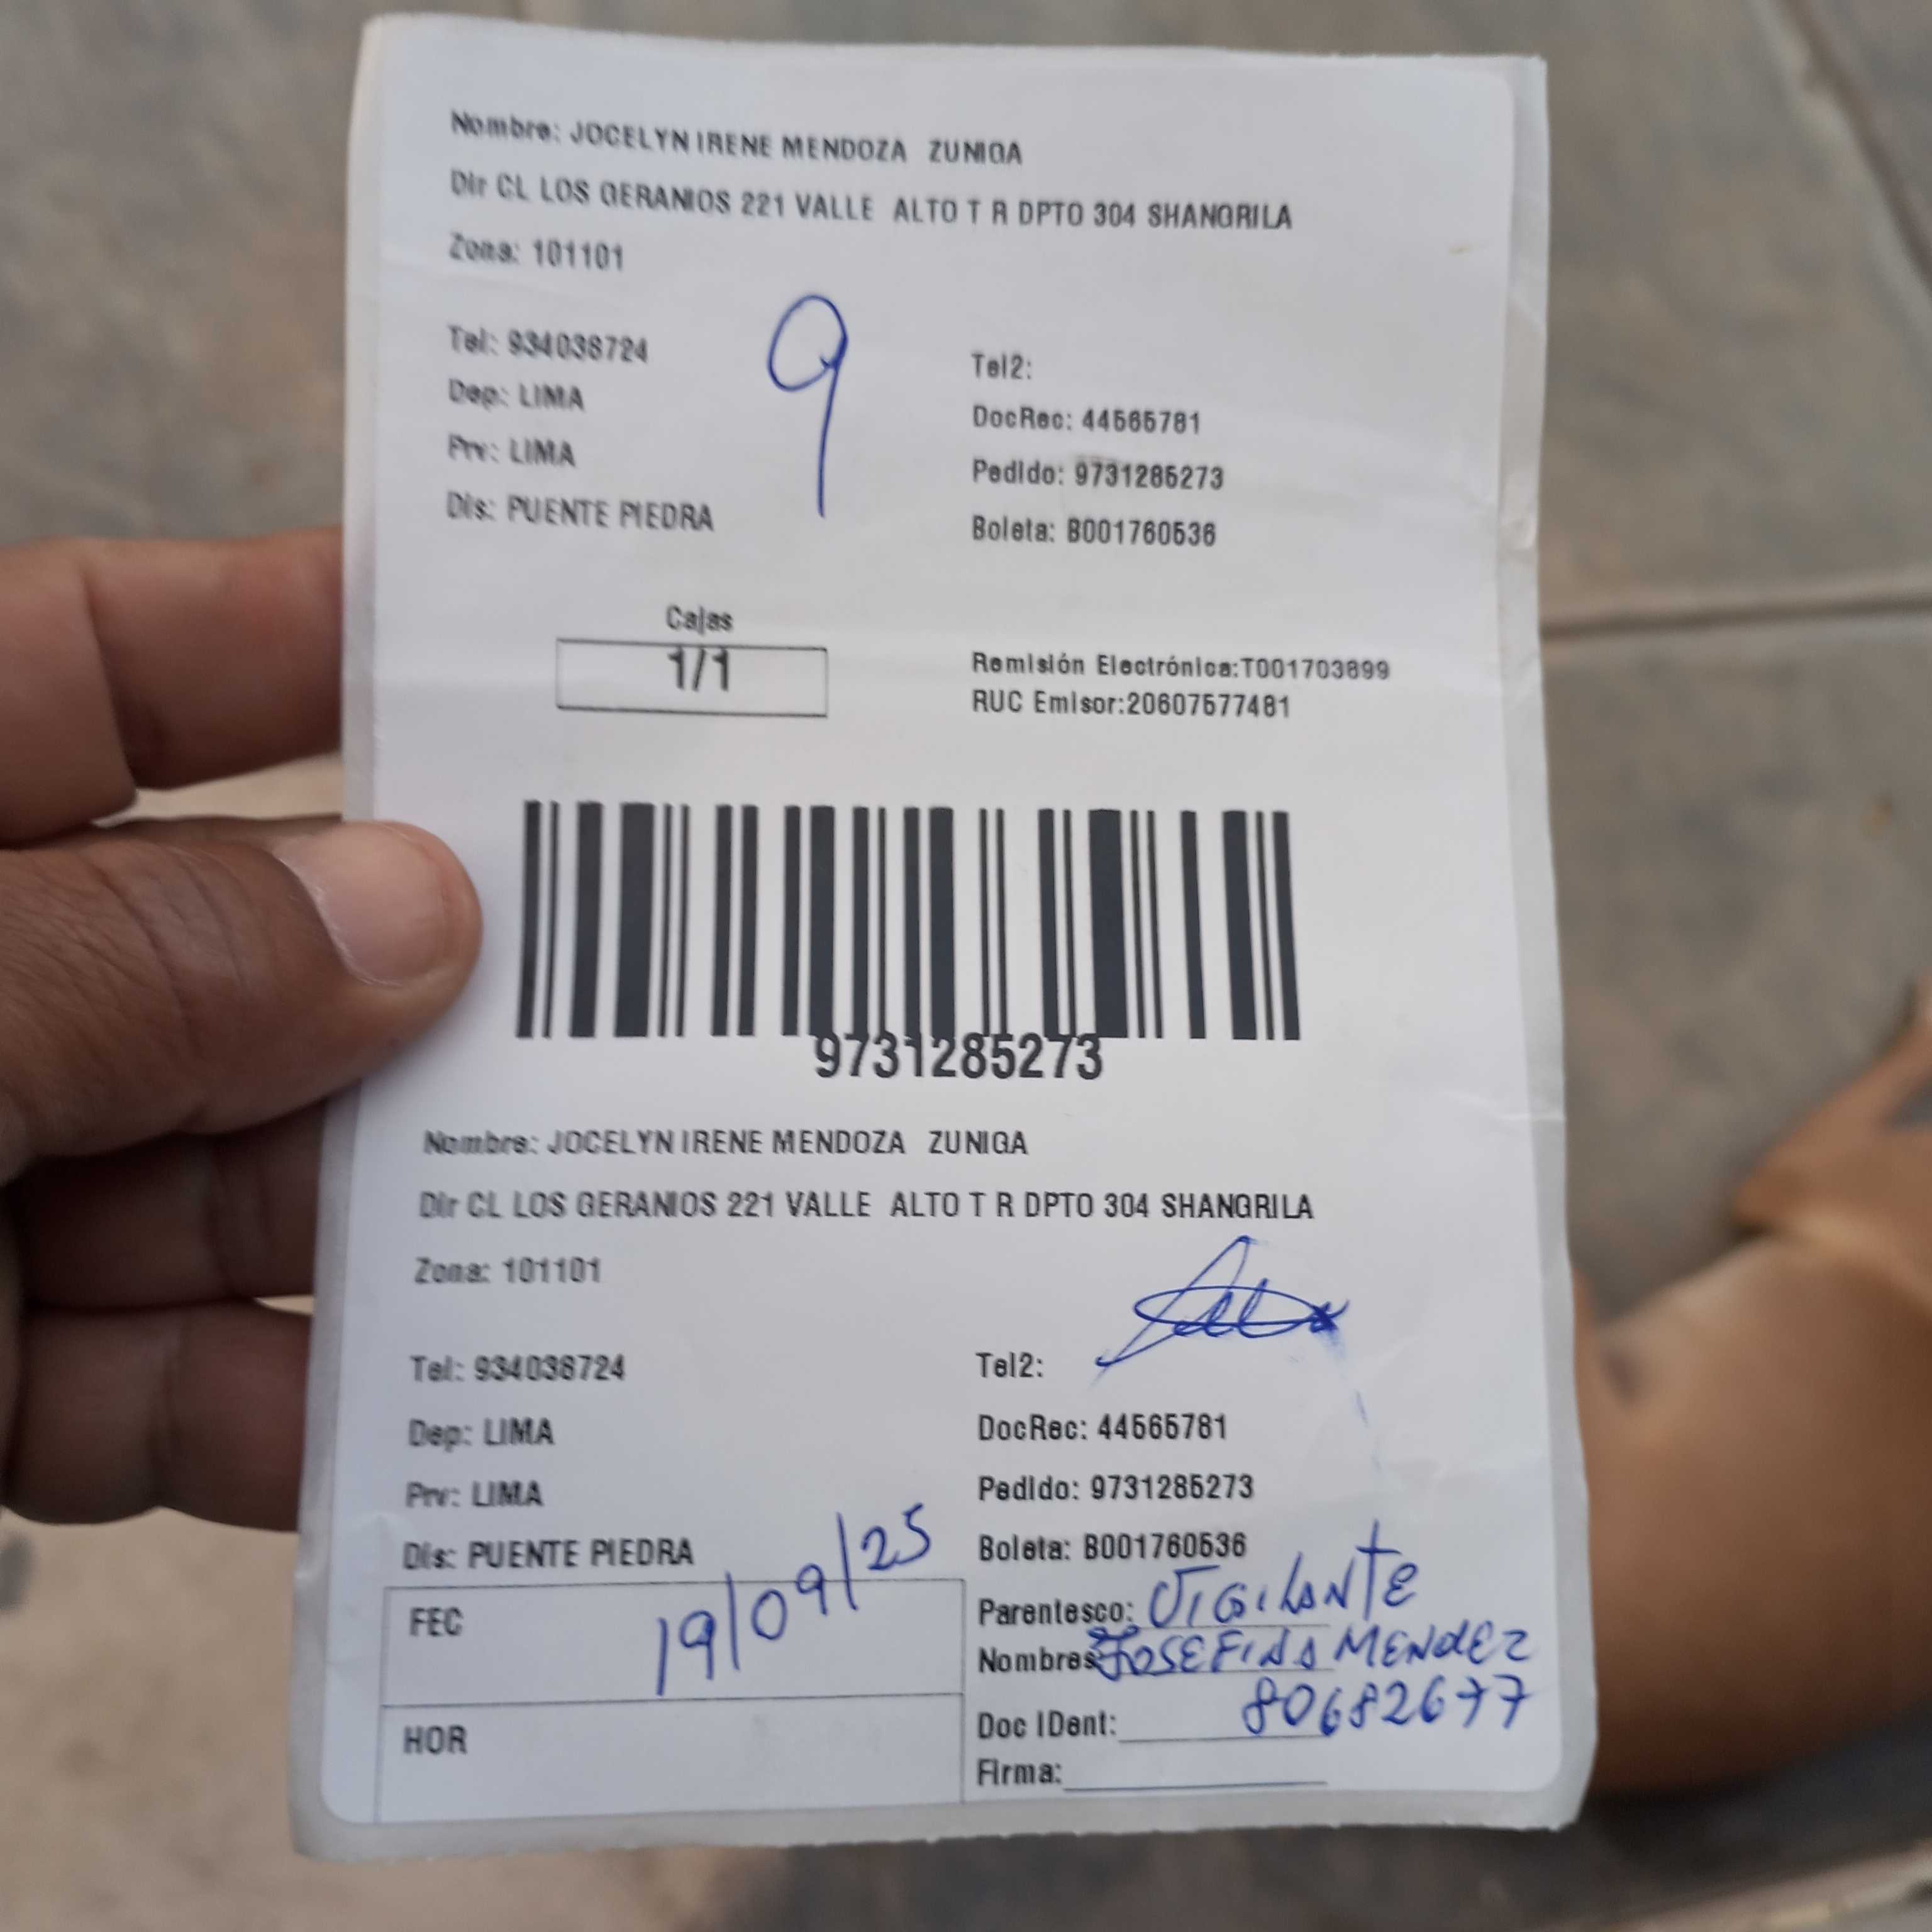 Nombre: JOCELYN IRENE MENDOZA ZUNIGA
Dir CL LOS GERANIOS 221 VALLE ALTO T R DPTO 304 SHANGRILA
Zona: 101101
9
Tel: 934036724
Tel2:
Dep: LIMA
DocRec: 44565781
Prv: LIMA
Pedido: 9731285273
Dis: PUENTE PIEDRA
Boleta: B001760536
Cajas
1/1
Remisión Electrónica:T001703899
RUC Emisor:20607577481
9731285273
Nombre: JOCELYN IRENE MENDOZA ZUNIGA
Dir CL LOS GERANIOS 221 VALLE ALTO T R DPTO 304 SHANGRILA
Zona: 101101
Tel: 934036724
Tel2:
Dep: LIMA
DocRec: 44565781
Prv: LIMA
Pedido: 9731285273
Dis: PUENTE PIEDRA
Boleta: B001760536
FEC 19/09/25
Parentesco: VIGILANTE
Nombres JOSEFINA MENDEZ
HOR
Doc IDent: 80682677
Firma: